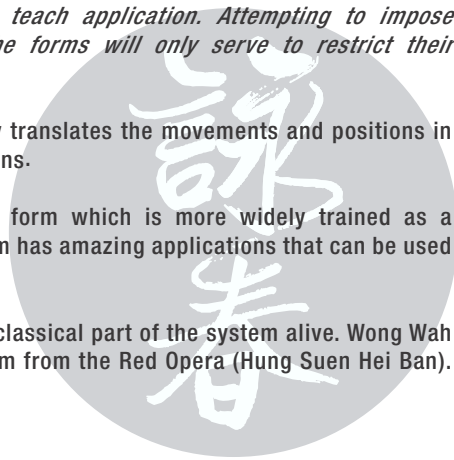 teach application. Attempting to impose
forms will only serve to restrict their
translates the movements and positions in
form which is more widely trained as a
has amazing applications that can be used
classical part of the system alive. Wong Wah
from the Red Opera (Hung Suen Hei Ban).
詠
春